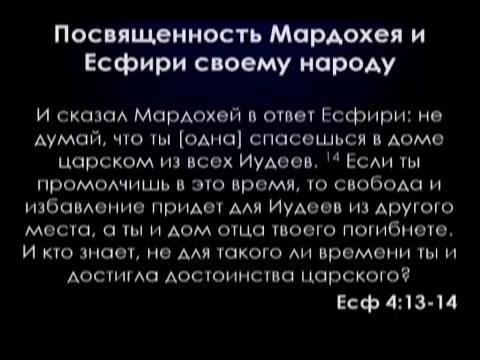 Посвященность Мардохея и
Есфири своему народу
И сказал Мардохей в ответ Есфири: не
думай, что ты [одна] спасешься в доме
царском из всех Иудеев. 14 Если ты
промолчишь в это время, то свобода и
избавление придет для Иудеев из другого
места, а ты и дом отца твоего погибнете.
И кто знает, не для такого ли времени ты и
достигла достоинства царского?
Есф 4:13-14